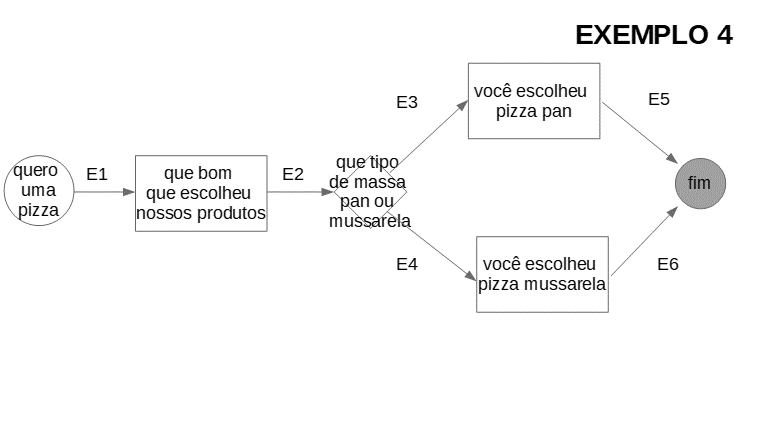 EXEMPLO 4
quero
uma
pizza
E1
que bom
que escolheu
nossos produtos
E2
que tipo
de massa
pan ou
mussarela
E3
você escolheu
pizza pan
E5
E4
você escolheu
pizza mussarela
E6
fim